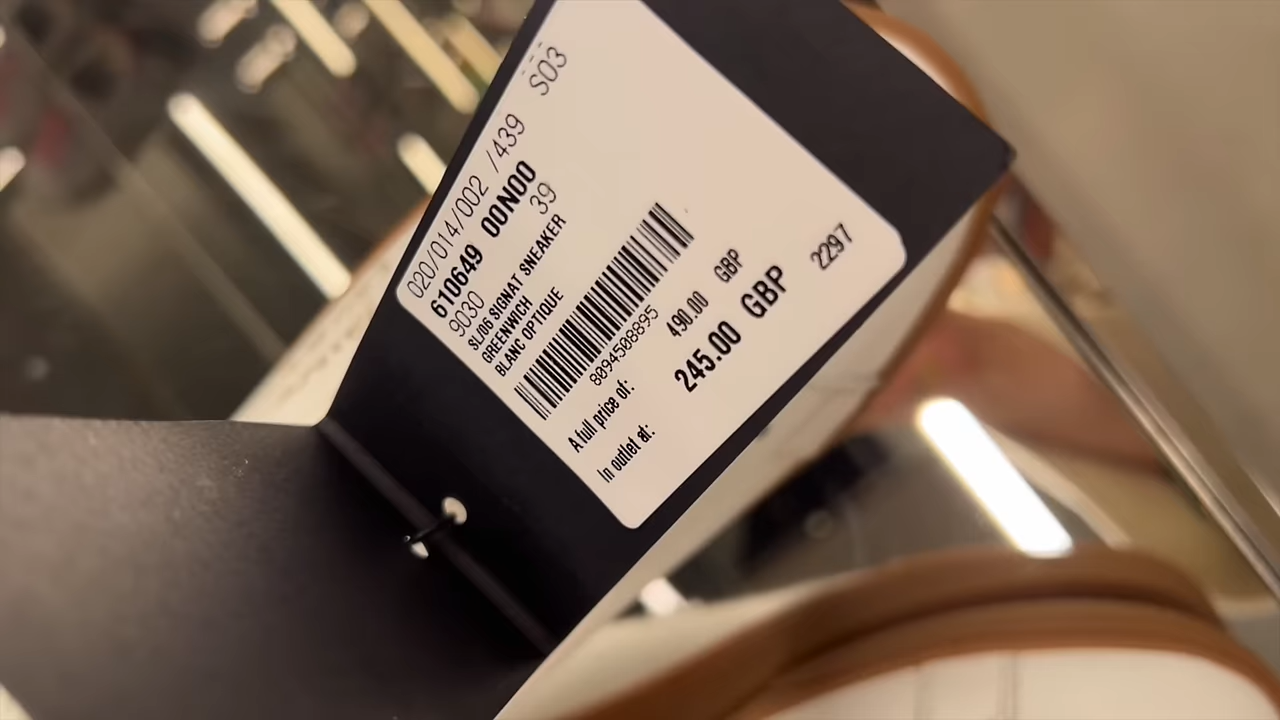 S03
020/014/002 /439
610649 00N00
9030 39
SL/06 SIGNAT SNEAKER
GREENWICH
BLANC OPTIQUE
8094508895
A full price of: 490.00 GBP
In outlet at: 245.00 GBP
2297